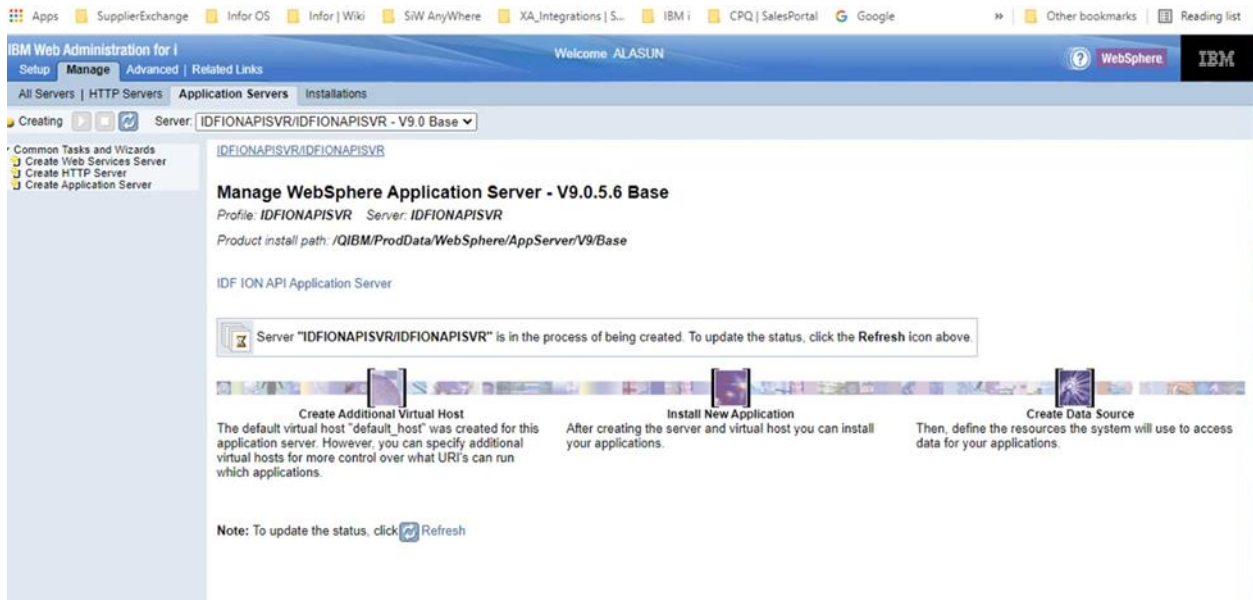 Apps SupplierExchange Infor OS Infor | Wiki SiW AnyWhere XA_Integrations | S... IBM i CPQ | SalesPortal Google » Other bookmarks Reading list
IBM Web Administration for i
Welcome ALASUN
WebSphere. IBM
Setup Manage Advanced | Related Links
All Servers | HTTP Servers Application Servers Installations
Creating Server: IDFIONAPISVR/IDFIONAPISVR - V9.0 Base
Common Tasks and Wizards
Create Web Services Server
Create HTTP Server
Create Application Server
IDFIONAPISVR/IDFIONAPISVR
Manage WebSphere Application Server - V9.0.5.6 Base
Profile: IDFIONAPISVR Server: IDFIONAPISVR
Product install path: /QIBM/ProdData/WebSphere/AppServer/V9/Base
IDF ION API Application Server
Server "IDFIONAPISVR/IDFIONAPISVR" is in the process of being created. To update the status, click the Refresh icon above.
Create Additional Virtual Host
The default virtual host "default_host" was created for this
application server. However, you can specify additional
virtual hosts for more control over what URI's can run
which applications.
Install New Application
After creating the server and virtual host you can install
your applications.
Create Data Source
Then, define the resources the system will use to access
data for your applications.
Note: To update the status, click Refresh